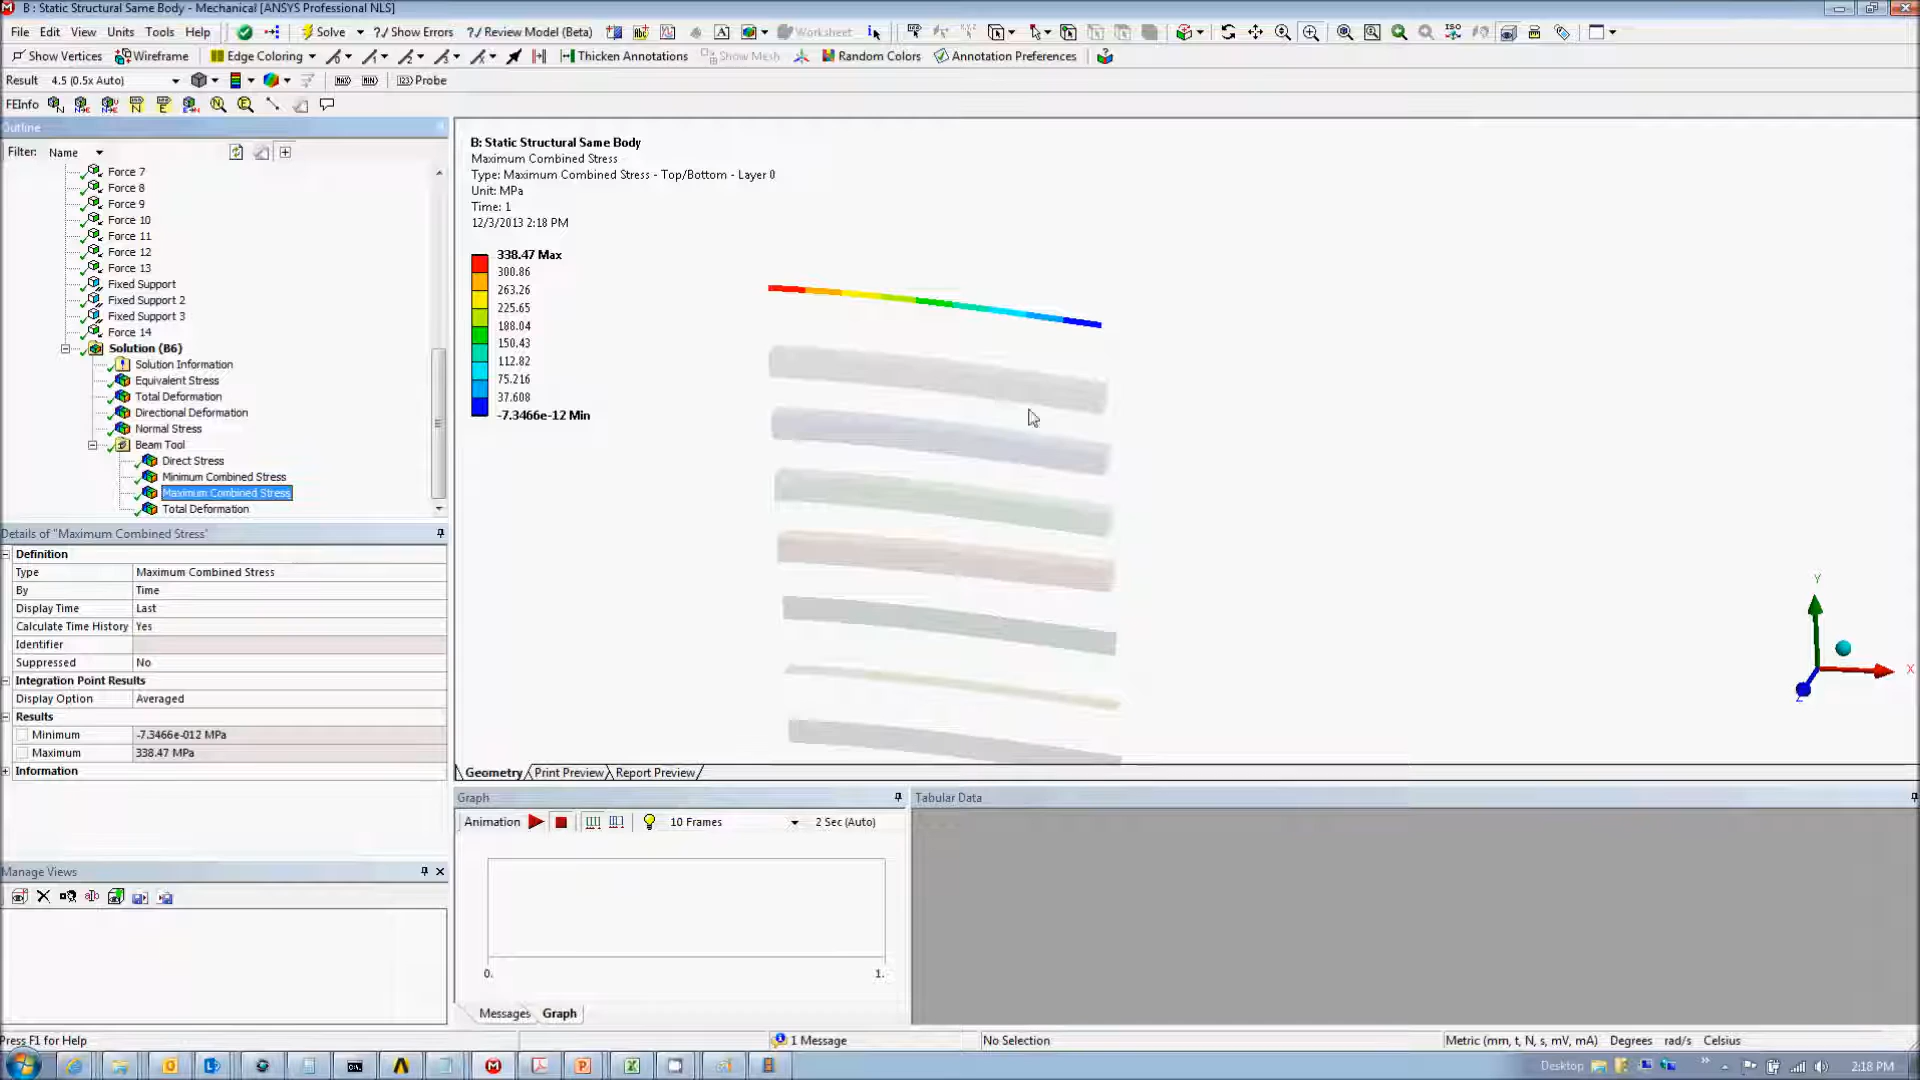 B : Static Structural Same Body - Mechanical [ANSYS Professional NLS]
File Edit View Units Tools Help Solve ?/ Show Errors ?/ Review Model (Beta) Worksheet
Show Vertices Wireframe Edge Coloring Thicken Annotations Show Mesh Random Colors Annotation Preferences
Result 4.5 (0.5x Auto) MAX MIN Probe
FEInfo
Outline
Filter: Name
Force 7
Force 8
Force 9
Force 10
Force 11
Force 12
Force 13
Fixed Support
Fixed Support 2
Fixed Support 3
Force 14
Solution (B6)
Solution Information
Equivalent Stress
Total Deformation
Directional Deformation
Normal Stress
Beam Tool
Direct Stress
Minimum Combined Stress
Maximum Combined Stress
Total Deformation
Details of "Maximum Combined Stress"
Definition
Type Maximum Combined Stress
By Time
Display Time Last
Calculate Time History Yes
Identifier
Suppressed No
Integration Point Results
Display Option Averaged
Results
Minimum -7.3466e-012 MPa
Maximum 338.47 MPa
Information
Manage Views
B: Static Structural Same Body
Maximum Combined Stress
Type: Maximum Combined Stress - Top/Bottom - Layer 0
Unit: MPa
Time: 1
12/3/2013 2:18 PM
338.47 Max
300.86
263.26
225.65
188.04
150.43
112.82
75.216
37.608
-7.3466e-12 Min
Y
X
Z
Geometry Print Preview Report Preview
Graph
Animation 10 Frames 2 Sec (Auto)
0. 1.
Messages Graph
Tabular Data
Press F1 for Help 1 Message No Selection Metric (mm, t, N, s, mV, mA) Degrees rad/s Celsius
Desktop 2:18 PM